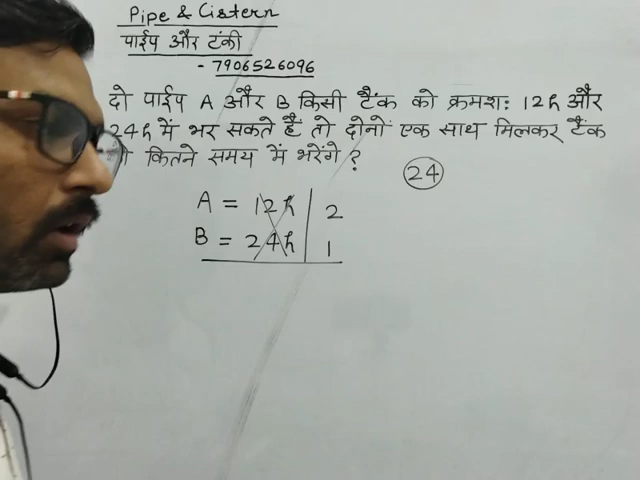 Pipe & Cistern
पाईप और टंकी
- 7906526096
दो पाईप A और B किसी टैंक को क्रमशः 12h और
24h में भर सकते हैं तो दोनों एक साथ मिलकर टैंक
कितने समय में भरेंगे ?
24
A = 12h 2
B = 24h 1